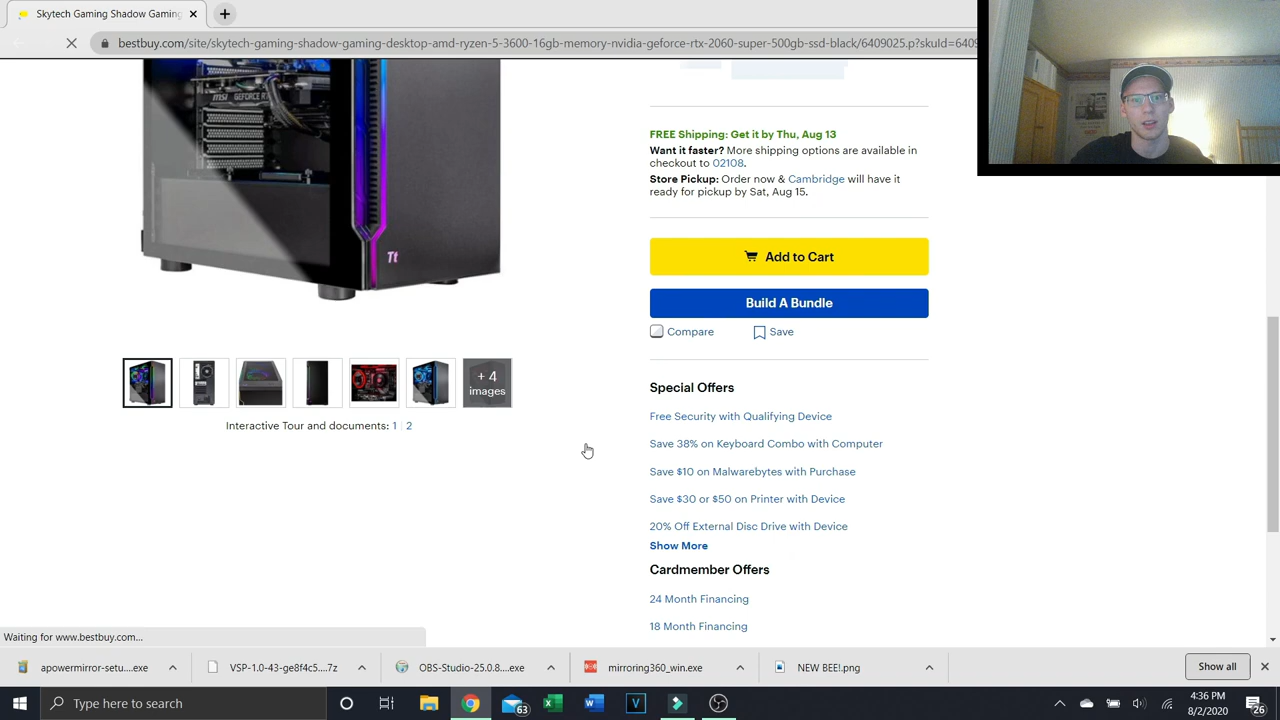 Skytech Gaming Shadow Gaming
bestbuy.com/site/skytech-gaming-shadow-gaming-desktop-amd-ryzen-5-3600-16gb-memory-nvidia-geforce-rtx-2060-super-500gb-ssd-black/6409025.p?skuId=6409
msi GEFORCE RT
Tt
FREE Shipping: Get it by Thu, Aug 13
Want it faster? More shipping options are available in
checkout to 02108.
Store Pickup: Order now & Cambridge will have it
ready for pickup by Sat, Aug 15.
Add to Cart
Build A Bundle
Compare
Save
+ 4
images
Interactive Tour and documents: 1 | 2
Special Offers
Free Security with Qualifying Device
Save 38% on Keyboard Combo with Computer
Save $10 on Malwarebytes with Purchase
Save $30 or $50 on Printer with Device
20% Off External Disc Drive with Device
Show More
Cardmember Offers
24 Month Financing
18 Month Financing
Waiting for www.bestbuy.com...
apowermirror-setu....exe
VSP-1.0-43-ge8f4c5....7z
OBS-Studio-25.0.8....exe
mirroring360_win.exe
NEW BEE!.png
Show all
Type here to search
63
4:36 PM
8/2/2020
26